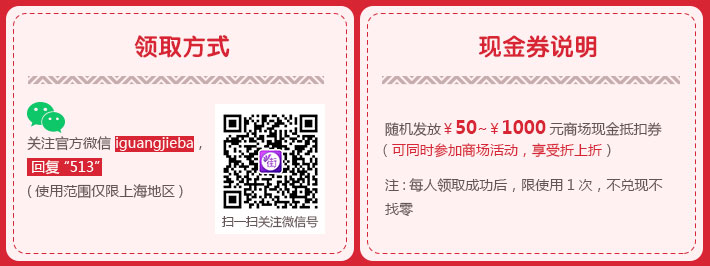 领取方式
关注官方微信 iguangjieba，
回复“513”
（使用范围仅限上海地区）
街
扫一扫关注微信号
现金券说明
随机发放￥50~￥1000元商场现金抵扣券
（可同时参加商场活动，享受折上折）
注：每人领取成功后，限使用1次，不兑现不
找零